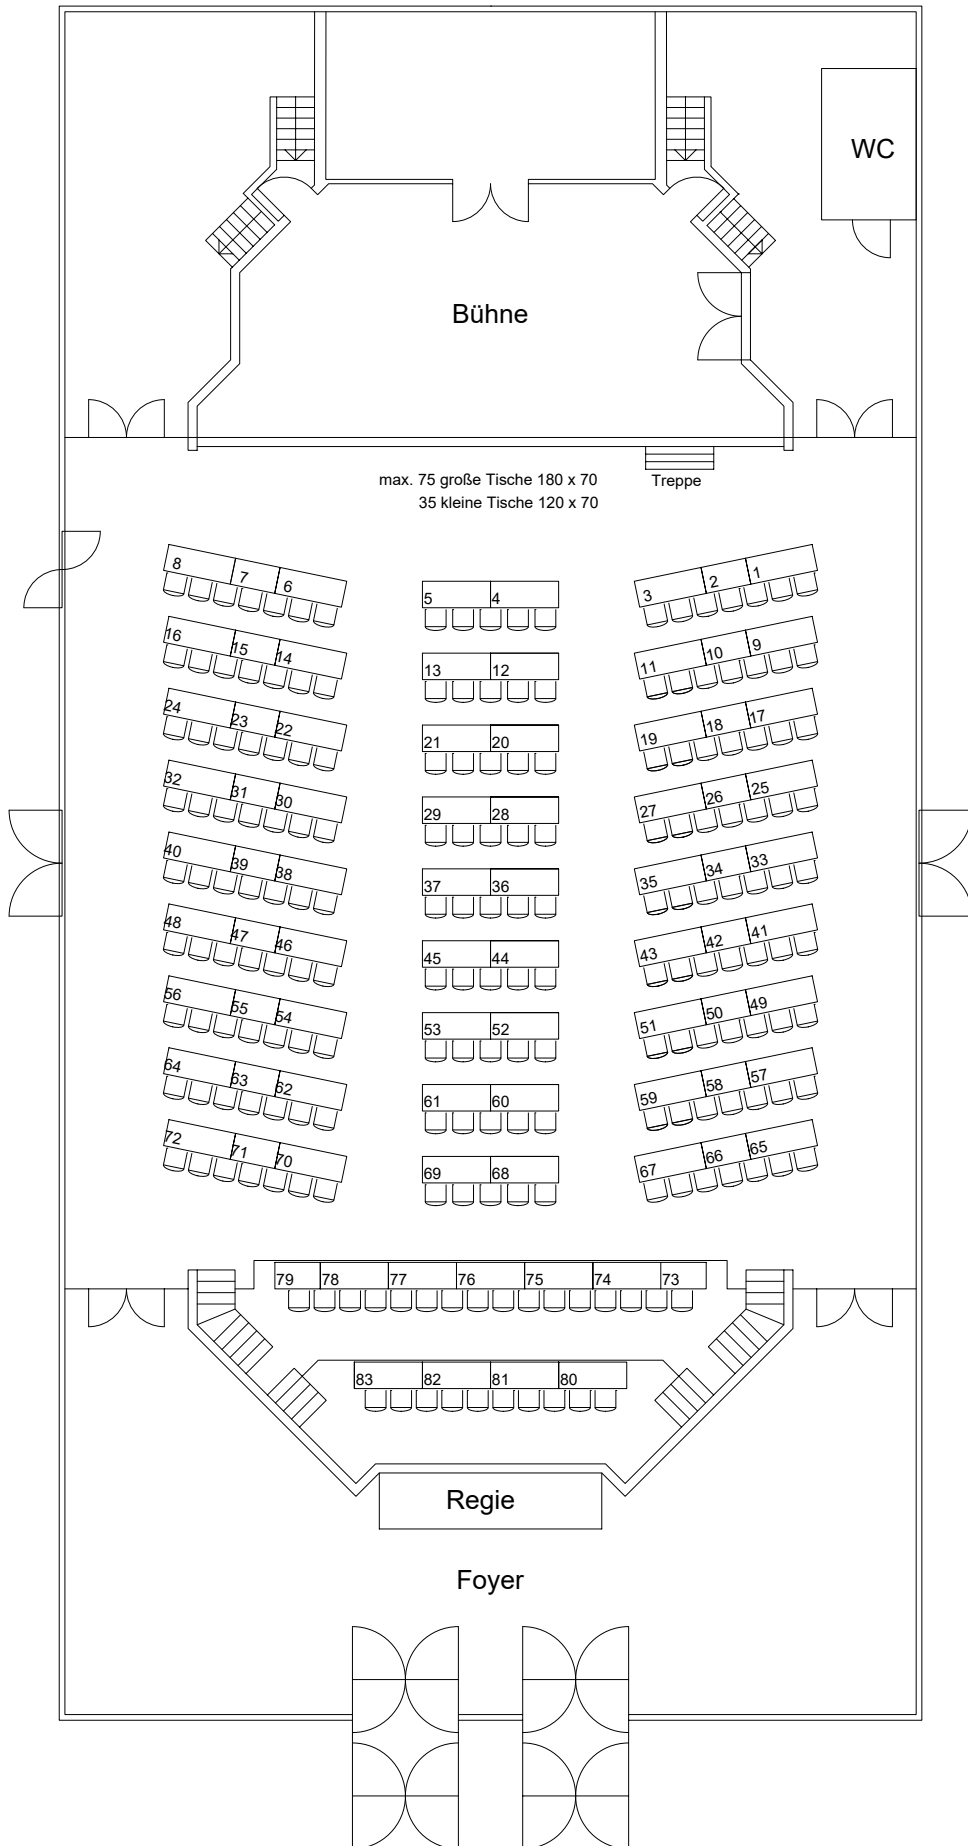 WC
Bühne
max. 75 große Tische 180 x 70
35 kleine Tische 120 x 70
Treppe
8 7 6 5 4 3 2 1
16 15 14 13 12 11 10 9
24 23 22 21 20 19 18 17
32 31 30 29 28 27 26 25
40 39 38 37 36 35 34 33
48 47 46 45 44 43 42 41
56 55 54 53 52 51 50 49
64 63 62 61 60 59 58 57
72 71 70 69 68 67 66 65
79 78 77 76 75 74 73
83 82 81 80
Regie
Foyer